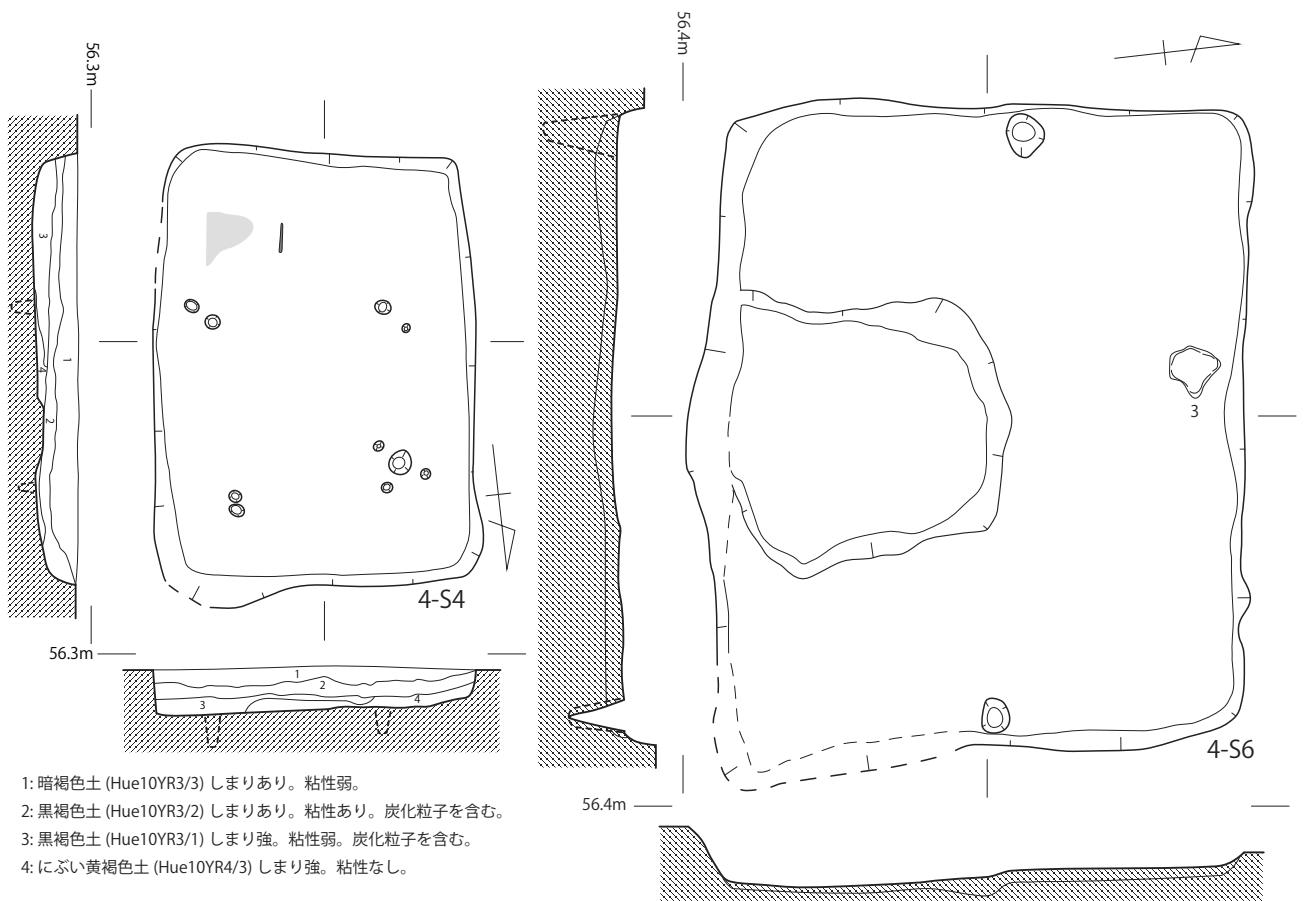 56.3m
3
1
4
2
4-S4
56.3m
1
2
3
4
1: 暗褐色土 (Hue10YR3/3) しまりあり。粘性弱。
2: 黒褐色土 (Hue10YR3/2) しまりあり。粘性あり。炭化粒子を含む。
3: 黒褐色土 (Hue10YR3/1) しまり強。粘性弱。炭化粒子を含む。
4: にぶい黄褐色土 (Hue10YR4/3) しまり強。粘性なし。
56.4m
3
4-S6
56.4m